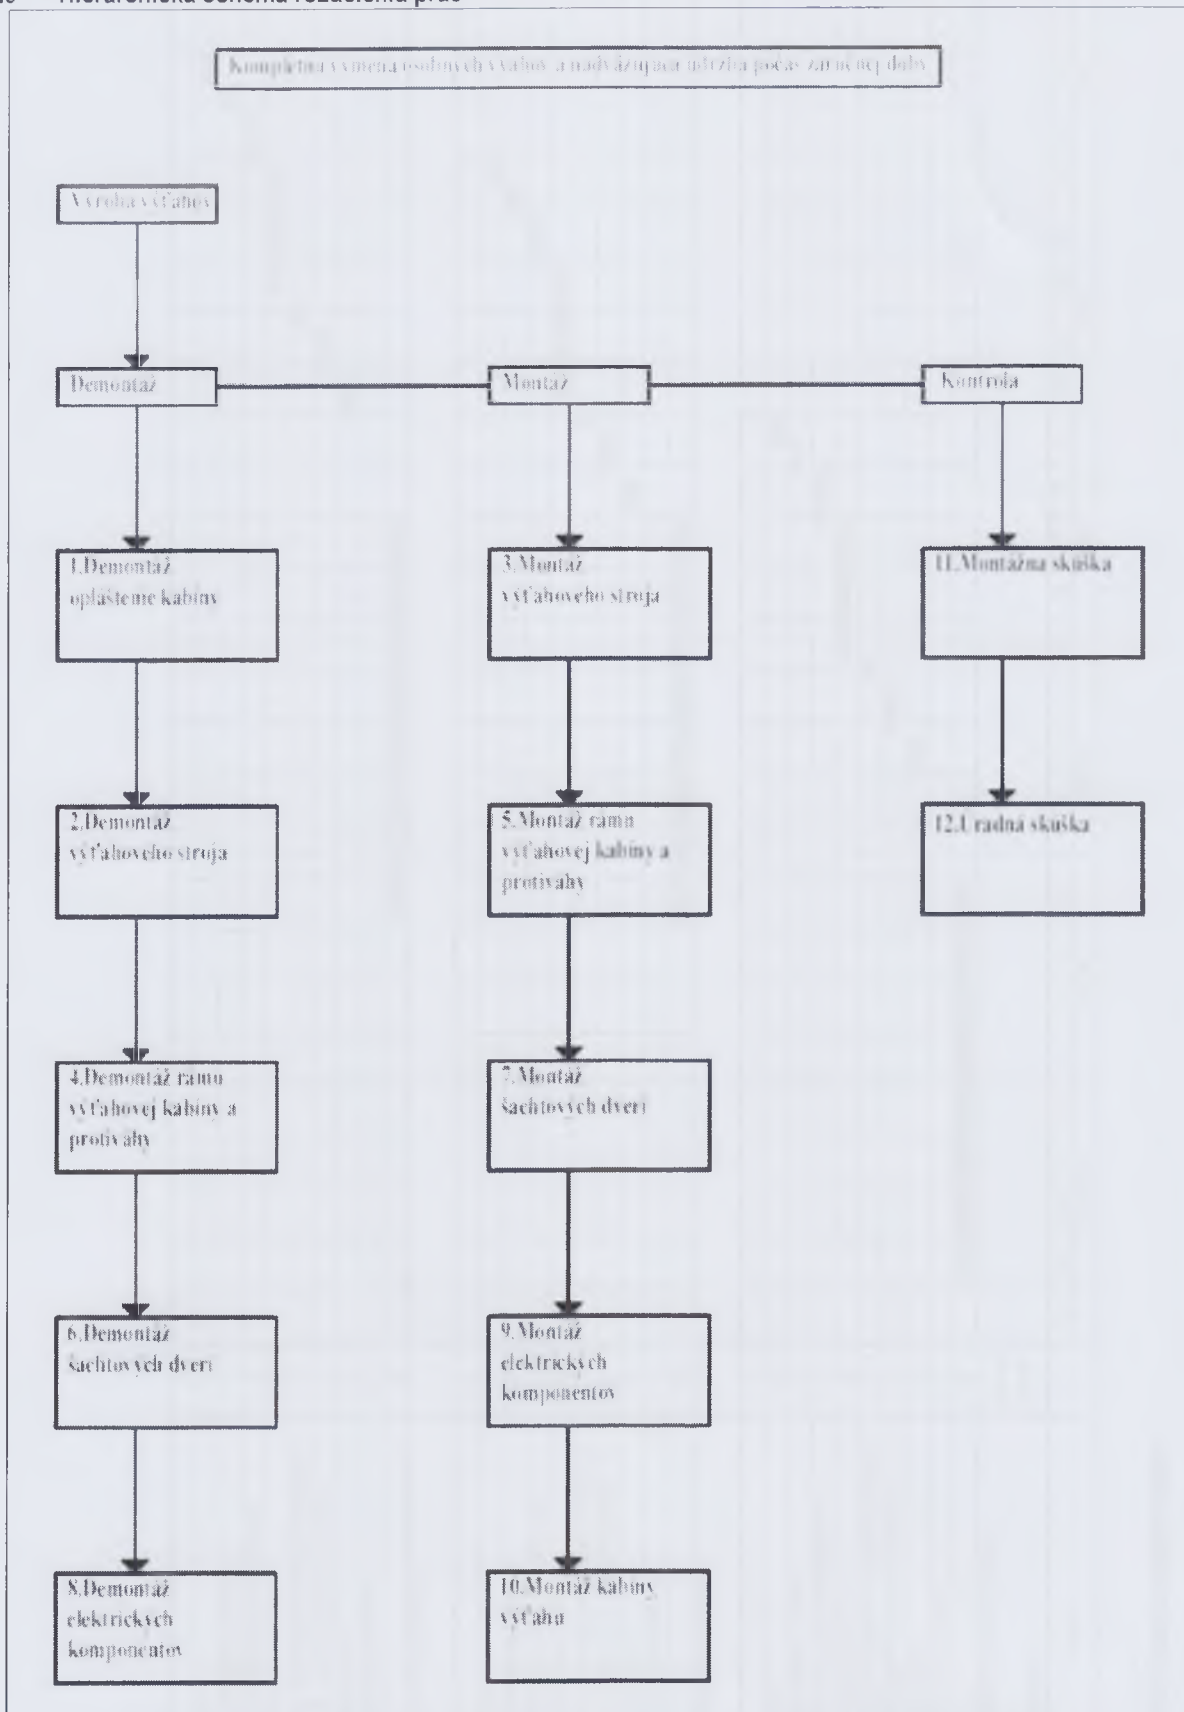 Hierarchická schéma rozdelenia prác
Kompletná výmena osobných výťahov a nadväzujúca údržba počas záručnej doby
Výroba výťahov
Demontáž
Montáž
Kontrola
1.Demontáž
opláštenie kabíny
3.Montáž
výťahového stroja
11.Montážna skúška
2.Demontáž
výťahového stroja
5.Montáž rámu
výťahovej kabíny a
protiváhy
12.Úradná skúška
4.Demontáž rámu
výťahovej kabíny a
protiváhy
7.Montáž
šachtových dverí
6.Demontáž
šachtových dverí
9.Montáž
elektrických
komponentov
8.Demontáž
elektrických
komponentov
10.Montáž kabíny
výťahu